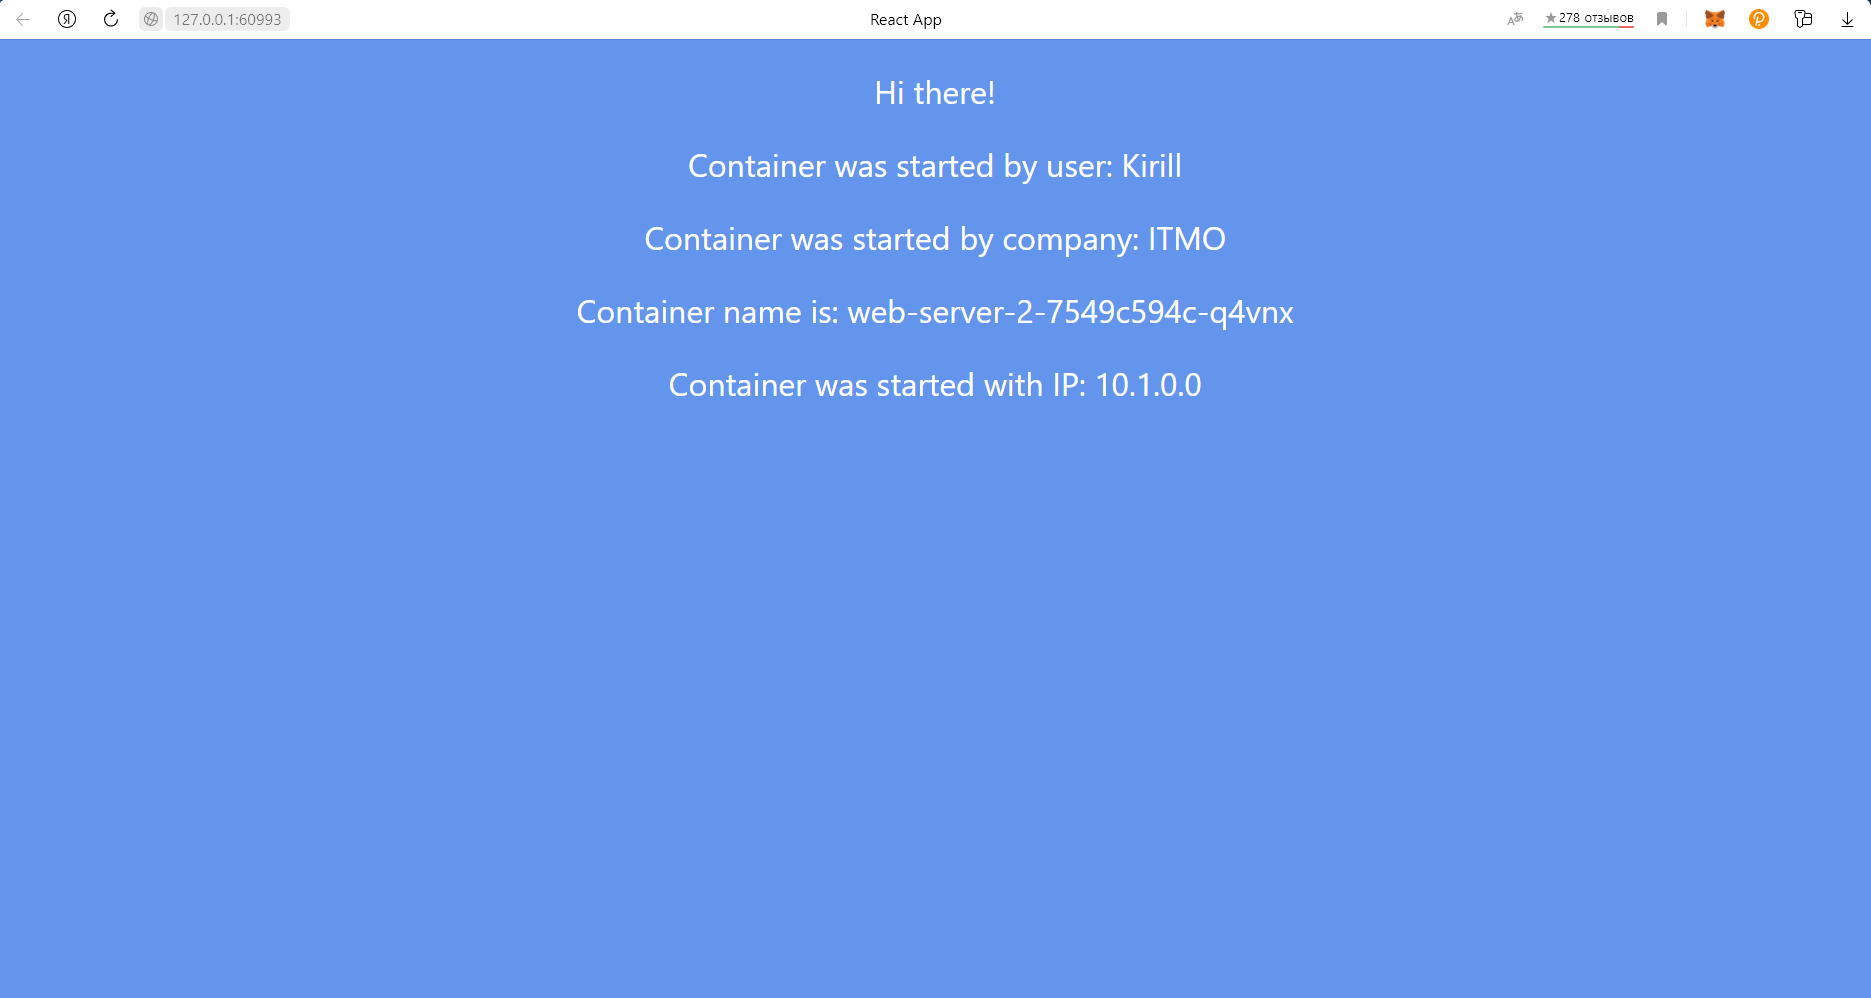 127.0.0.1:60993
React App
278 отзывов
Hi there!
Container was started by user: Kirill
Container was started by company: ITMO
Container name is: web-server-2-7549c594c-q4vnx
Container was started with IP: 10.1.0.0